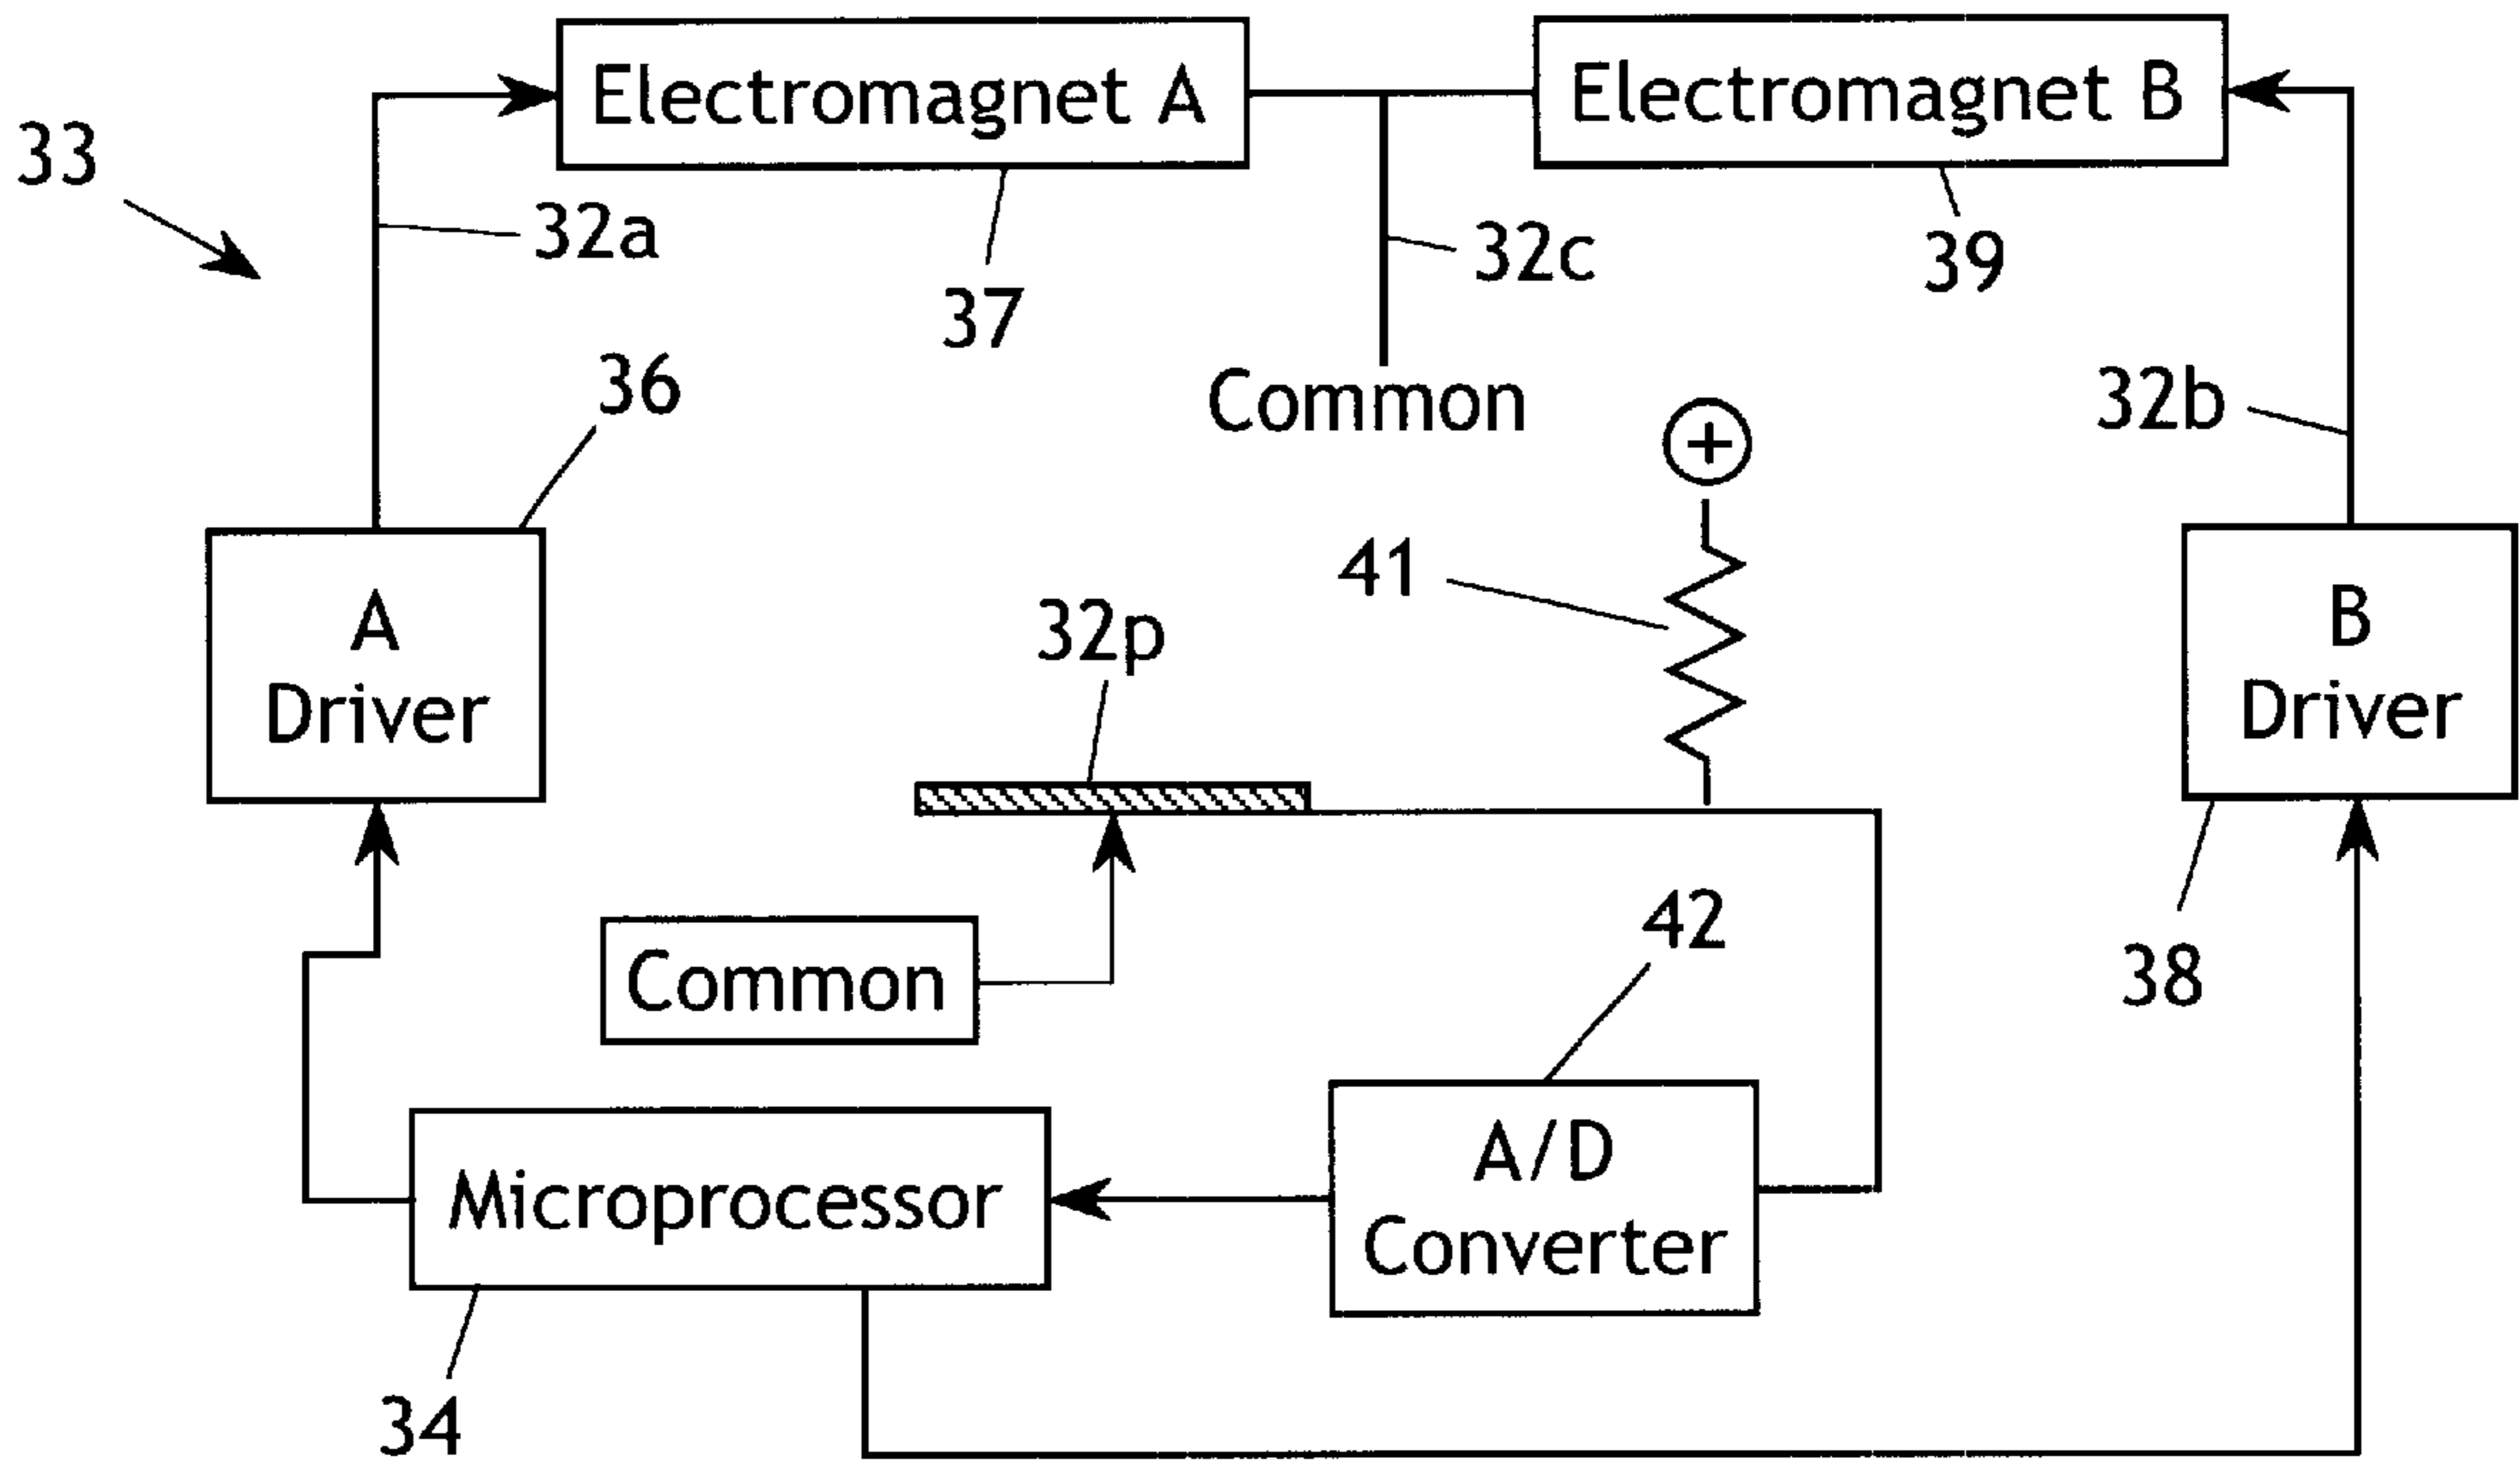 Electromagnet A
Electromagnet B
33
32a
37
32c
39
36
Common
32b
+
41
A
Driver
32p
B
Driver
42
Common
38
Microprocessor
A/D
Converter
34